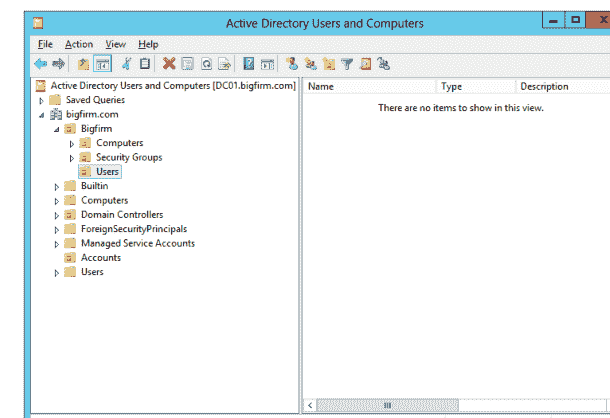 Active Directory Users and Computers
File Action View Help
Active Directory Users and Computers [DC01.bigfirm.com]
Name Type Description
Saved Queries
There are no items to show in this view.
bigfirm.com
Bigfirm
Computers
Security Groups
Users
Builtin
Computers
Domain Controllers
ForeignSecurityPrincipals
Managed Service Accounts
Accounts
Users